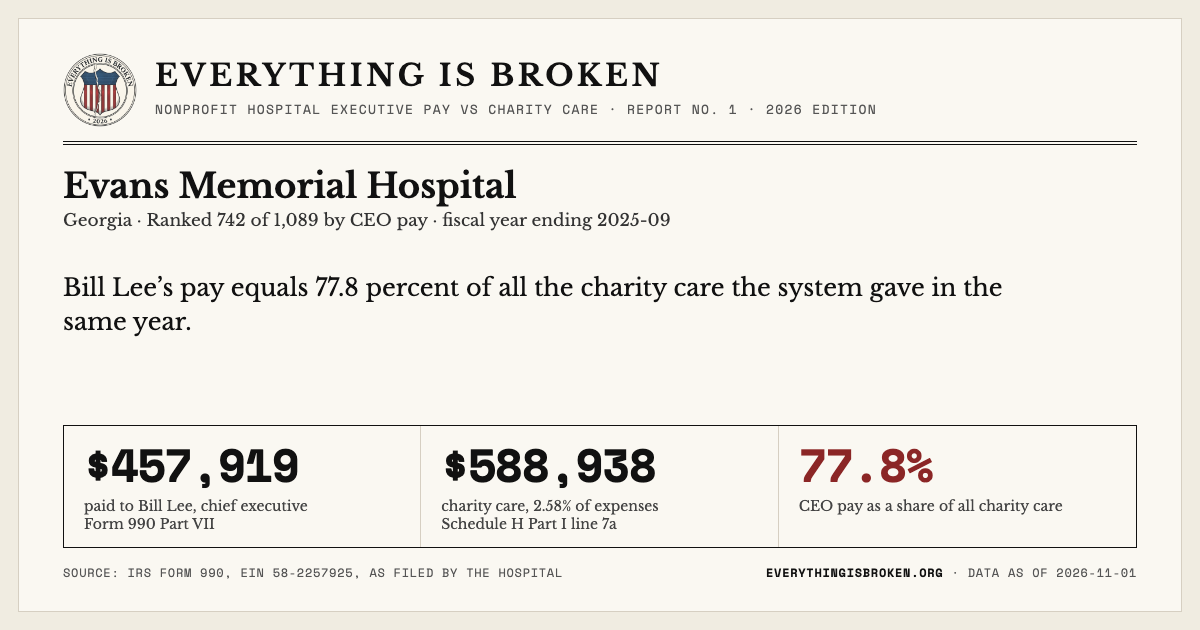 EVERYTHING IS BROKEN
2026
EVERYTHING IS BROKEN
NONPROFIT HOSPITAL EXECUTIVE PAY VS CHARITY CARE · REPORT NO. 1 · 2026 EDITION
Evans Memorial Hospital
Georgia · Ranked 742 of 1,089 by CEO pay · fiscal year ending 2025-09
Bill Lee’s pay equals 77.8 percent of all the charity care the system gave in the
same year.
$457,919
paid to Bill Lee, chief executive
Form 990 Part VII
$588,938
charity care, 2.58% of expenses
Schedule H Part I line 7a
77.8%
CEO pay as a share of all charity care
SOURCE: IRS FORM 990, EIN 58-2257925, AS FILED BY THE HOSPITAL
EVERYTHINGISBROKEN.ORG · DATA AS OF 2026-11-01